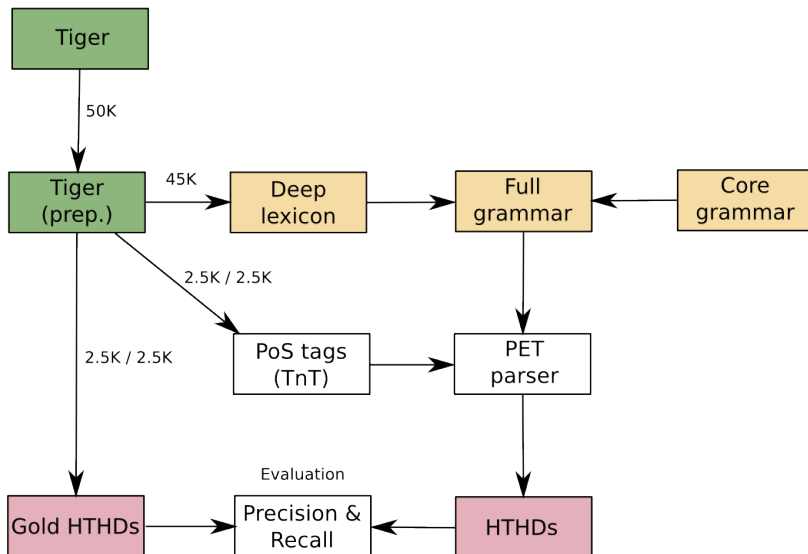 Tiger
50K
Tiger
(prep.)
45K
Deep
lexicon
Full
grammar
Core
grammar
2.5K / 2.5K
2.5K / 2.5K
PoS tags
(TnT)
PET
parser
Evaluation
Gold HTHDs
Precision &
Recall
HTHDs